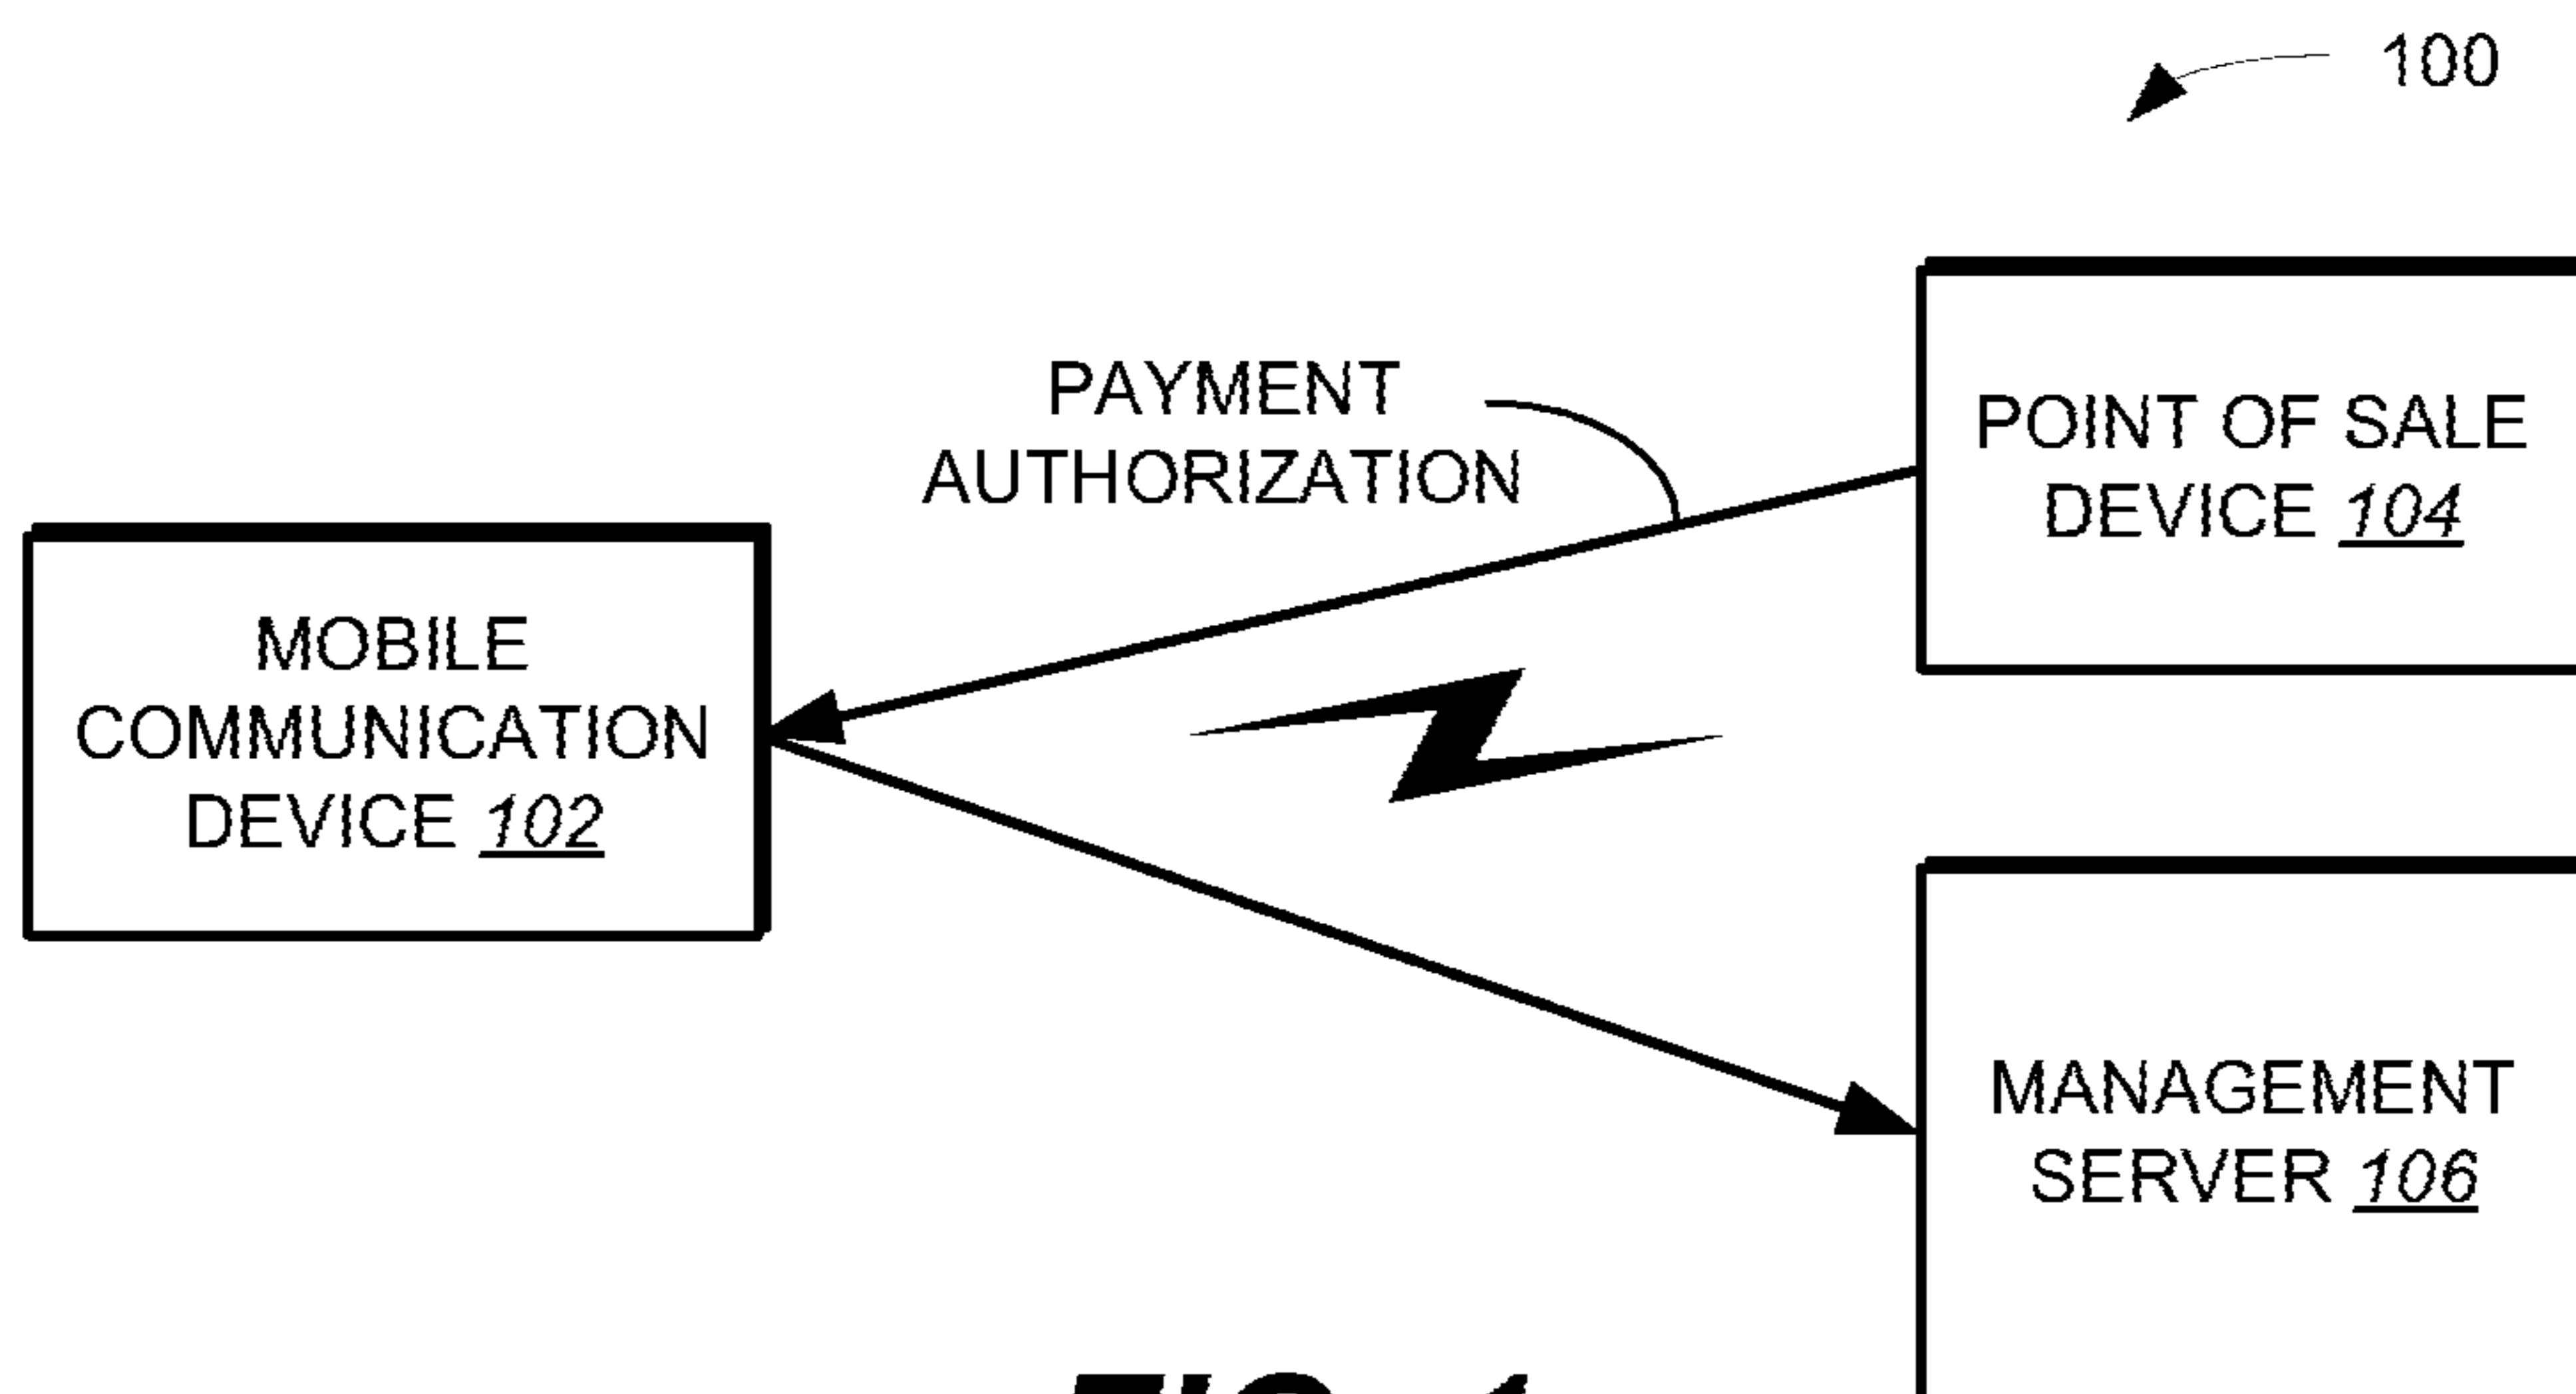 100
PAYMENT
AUTHORIZATION
POINT OF SALE
DEVICE 104
MOBILE
COMMUNICATION
DEVICE 102
MANAGEMENT
SERVER 106